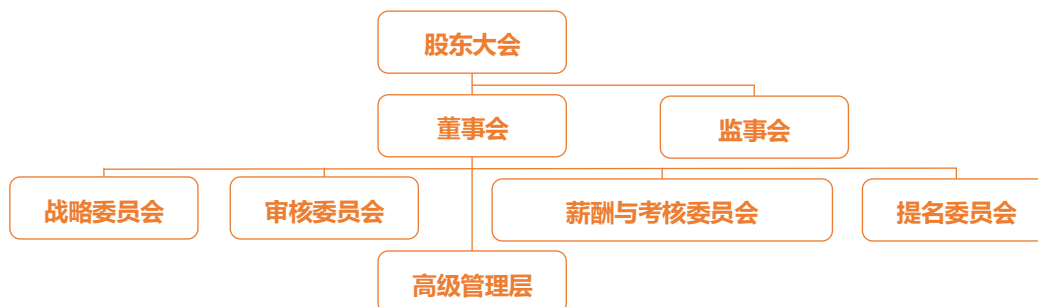 股东大会
董事会
监事会
战略委员会
审核委员会
薪酬与考核委员会
提名委员会
高级管理层